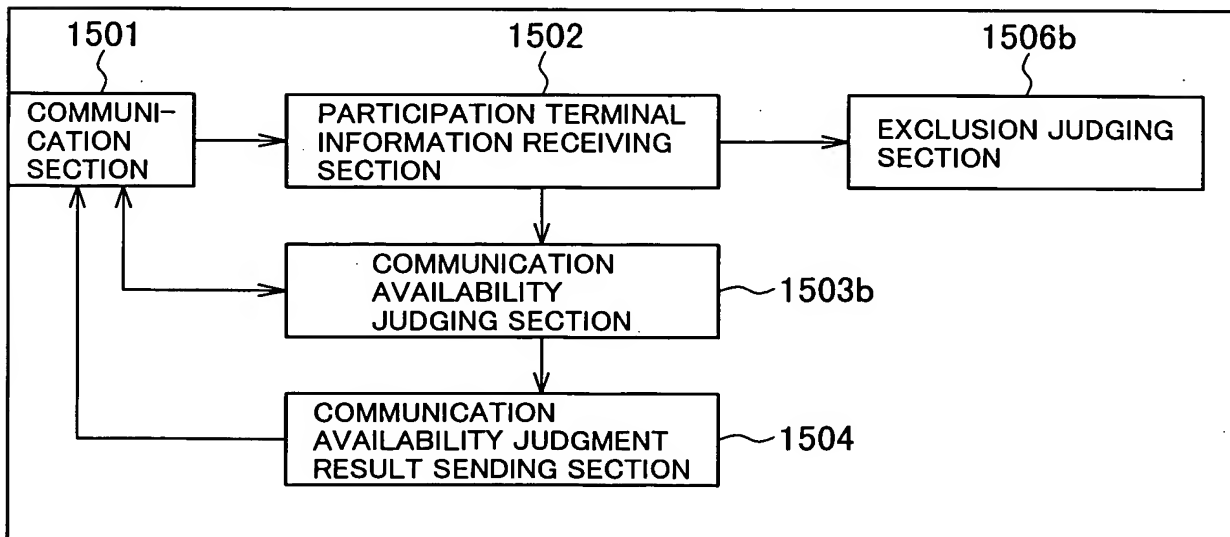 1501
1502
1506b
COMMUNI-
CATION
SECTION
PARTICIPATION TERMINAL
INFORMATION RECEIVING
SECTION
EXCLUSION JUDGING
SECTION
COMMUNICATION
AVAILABILITY
JUDGING SECTION
1503b
COMMUNICATION
AVAILABILITY JUDGMENT
RESULT SENDING SECTION
1504